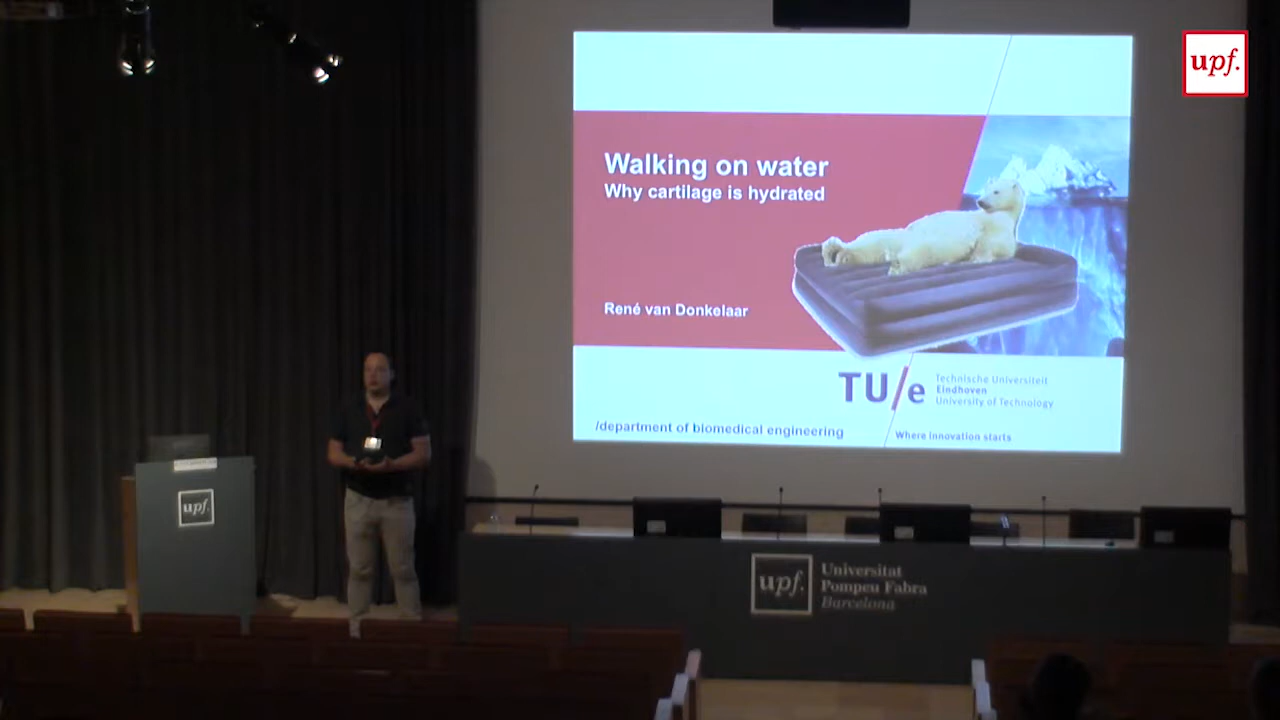 upf.
Walking on water
Why cartilage is hydrated
René van Donkelaar
TU/e
Technische Universiteit
Eindhoven
University of Technology
/department of biomedical engineering
Where innovation starts
upf.
upf.
Universitat
Pompeu Fabra
Barcelona